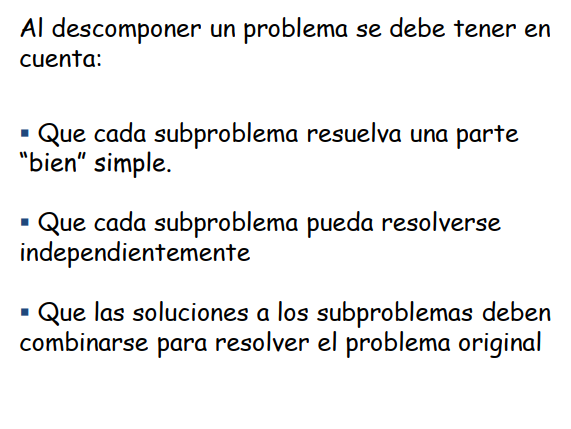 Al descomponer un problema se debe tener en
cuenta:
▪ Que cada subproblema resuelva una parte
“bien” simple.
▪ Que cada subproblema pueda resolverse
independientemente
▪ Que las soluciones a los subproblemas deben
combinarse para resolver el problema original